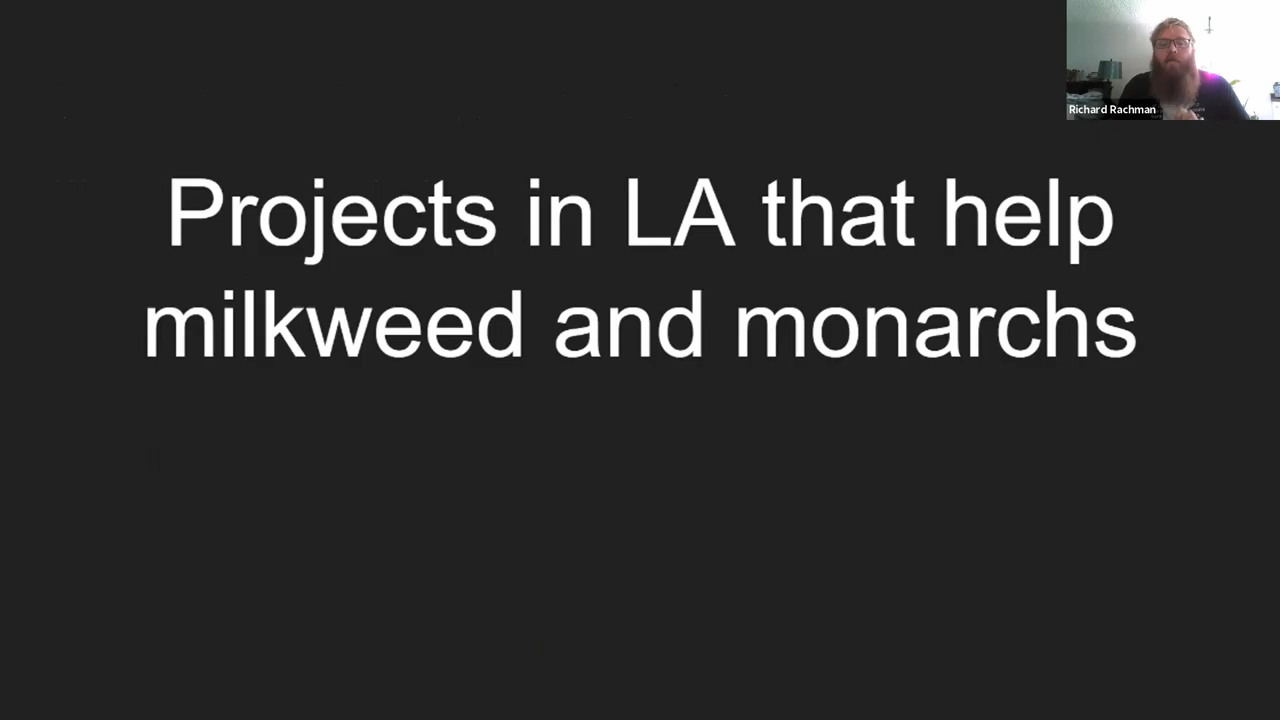 Richard Rachman
Projects in LA that help
milkweed and monarchs